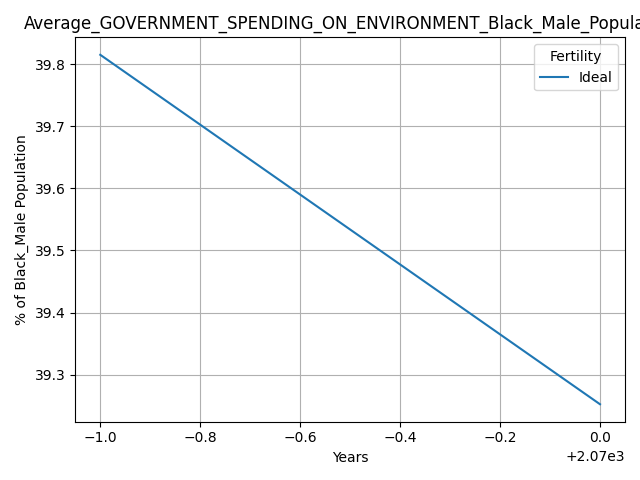 Average_GOVERNMENT_SPENDING_ON_ENVIRONMENT_Black_Male_Popula
Fertility
Ideal
39.8
39.7
39.6
39.5
39.4
39.3
% of Black_Male Population
−1.0 −0.8 −0.6 −0.4 −0.2 0.0
Years
+2.07e3